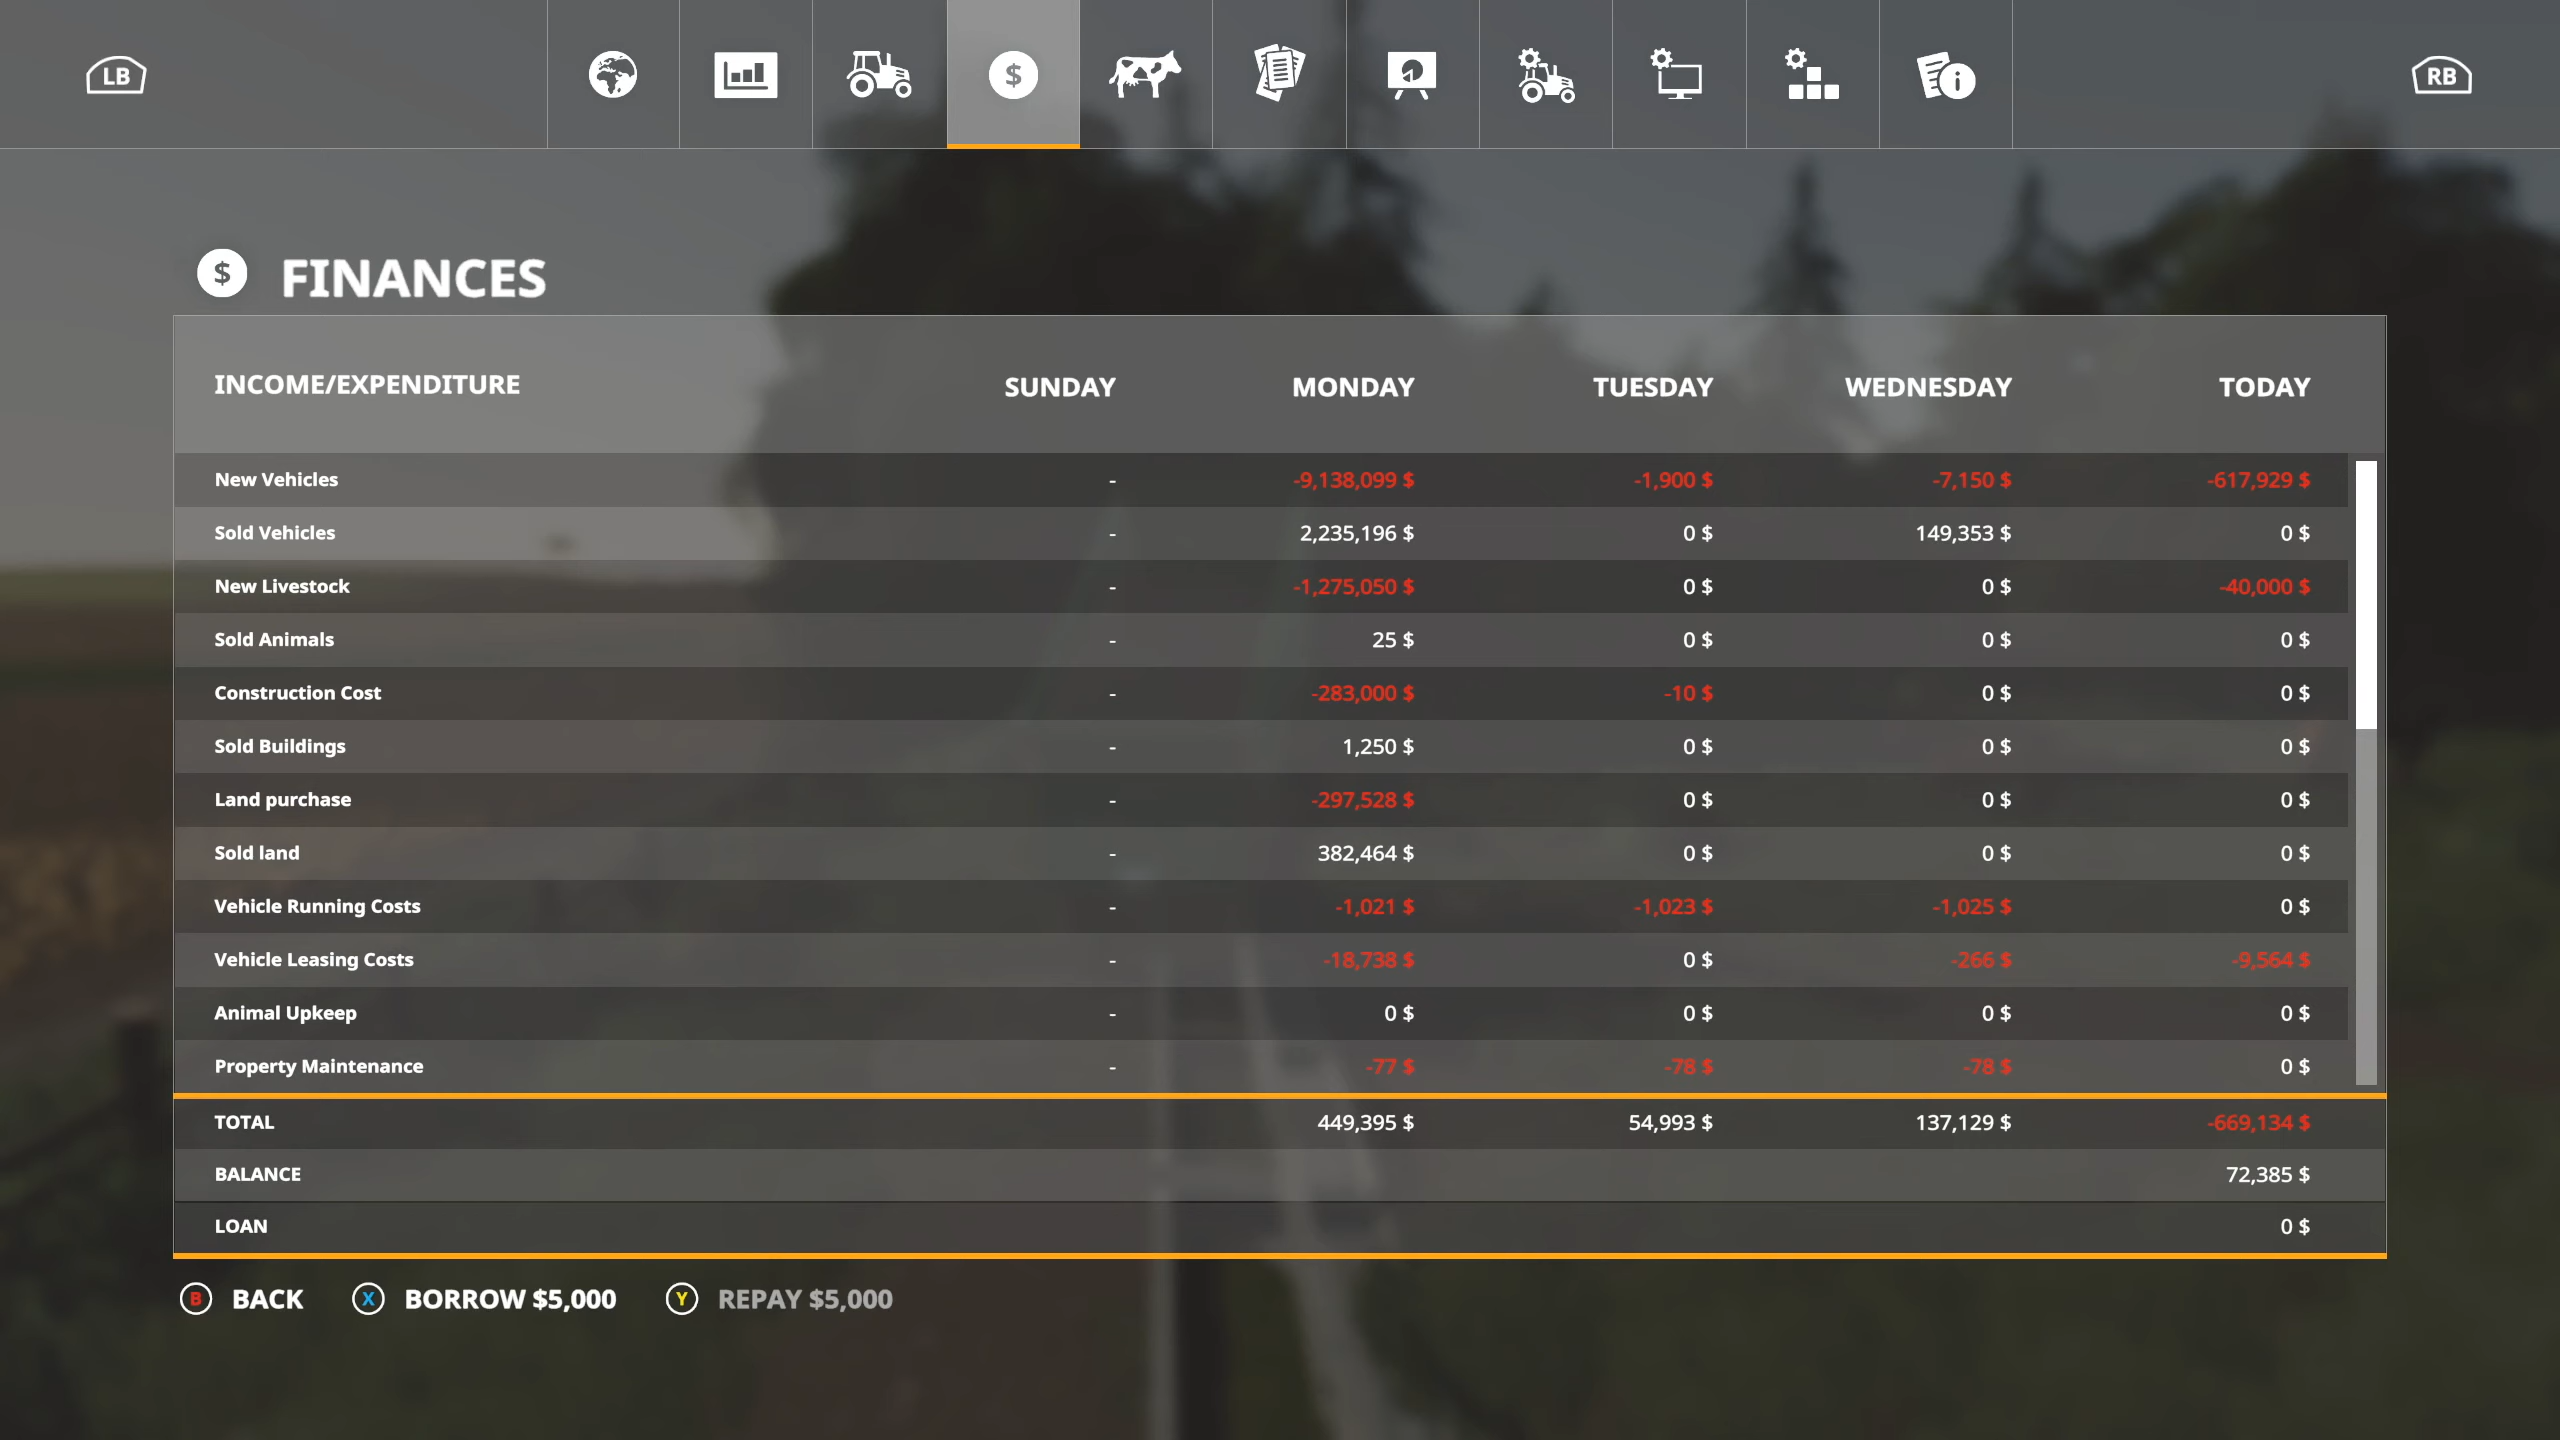 LB
$
RB
$ FINANCES
INCOME/EXPENDITURE SUNDAY MONDAY TUESDAY WEDNESDAY TODAY
New Vehicles - -9,138,099 $ -1,900 $ -7,150 $ -617,929 $
Sold Vehicles - 2,235,196 $ 0 $ 149,353 $ 0 $
New Livestock - -1,275,050 $ 0 $ 0 $ -40,000 $
Sold Animals - 25 $ 0 $ 0 $ 0 $
Construction Cost - -283,000 $ -10 $ 0 $ 0 $
Sold Buildings - 1,250 $ 0 $ 0 $ 0 $
Land purchase - -297,528 $ 0 $ 0 $ 0 $
Sold land - 382,464 $ 0 $ 0 $ 0 $
Vehicle Running Costs - -1,021 $ -1,023 $ -1,025 $ 0 $
Vehicle Leasing Costs - -18,738 $ 0 $ -266 $ -9,564 $
Animal Upkeep - 0 $ 0 $ 0 $ 0 $
Property Maintenance - -77 $ -78 $ -78 $ 0 $
TOTAL 449,395 $ 54,993 $ 137,129 $ -669,134 $
BALANCE 72,385 $
LOAN 0 $
B BACK X BORROW $5,000 Y REPAY $5,000